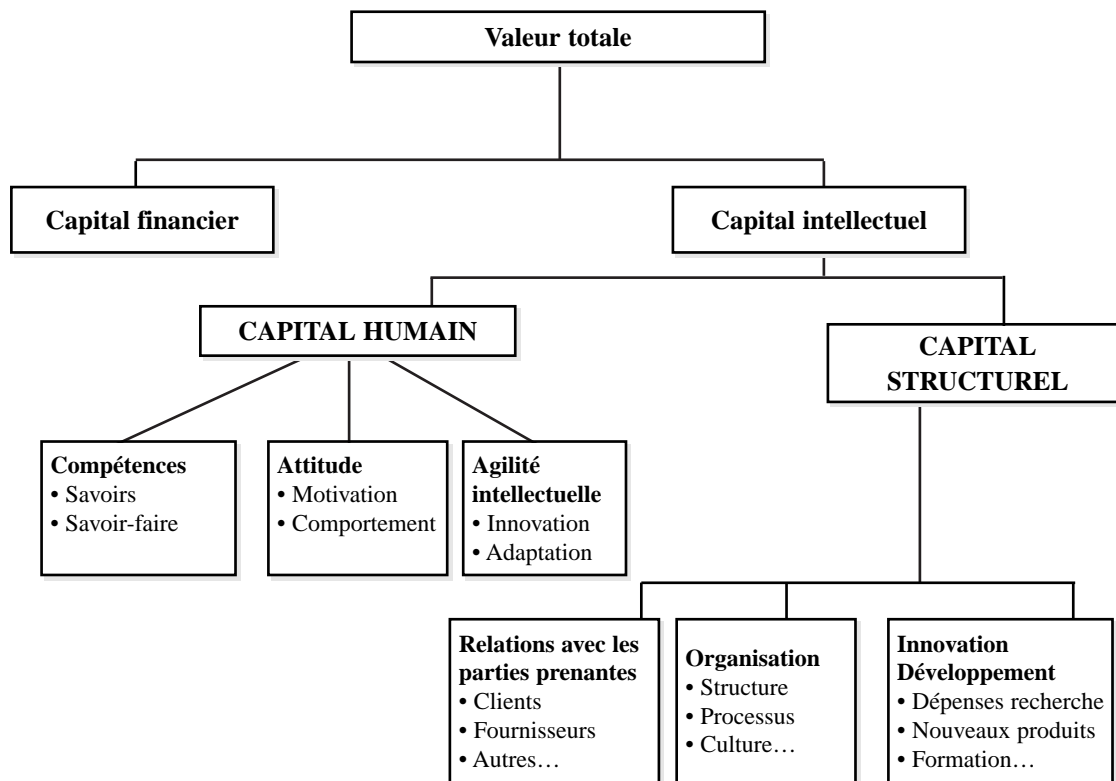 Valeur totale
Capital financier
Capital intellectuel
CAPITAL HUMAIN
CAPITAL
STRUCTUREL
Compétences
• Savoirs
• Savoir-faire
Attitude
• Motivation
• Comportement
Agilité
intellectuelle
• Innovation
• Adaptation
Relations avec les
parties prenantes
• Clients
• Fournisseurs
• Autres…
Organisation
• Structure
• Processus
• Culture…
Innovation
Développement
• Dépenses recherche
• Nouveaux produits
• Formation…